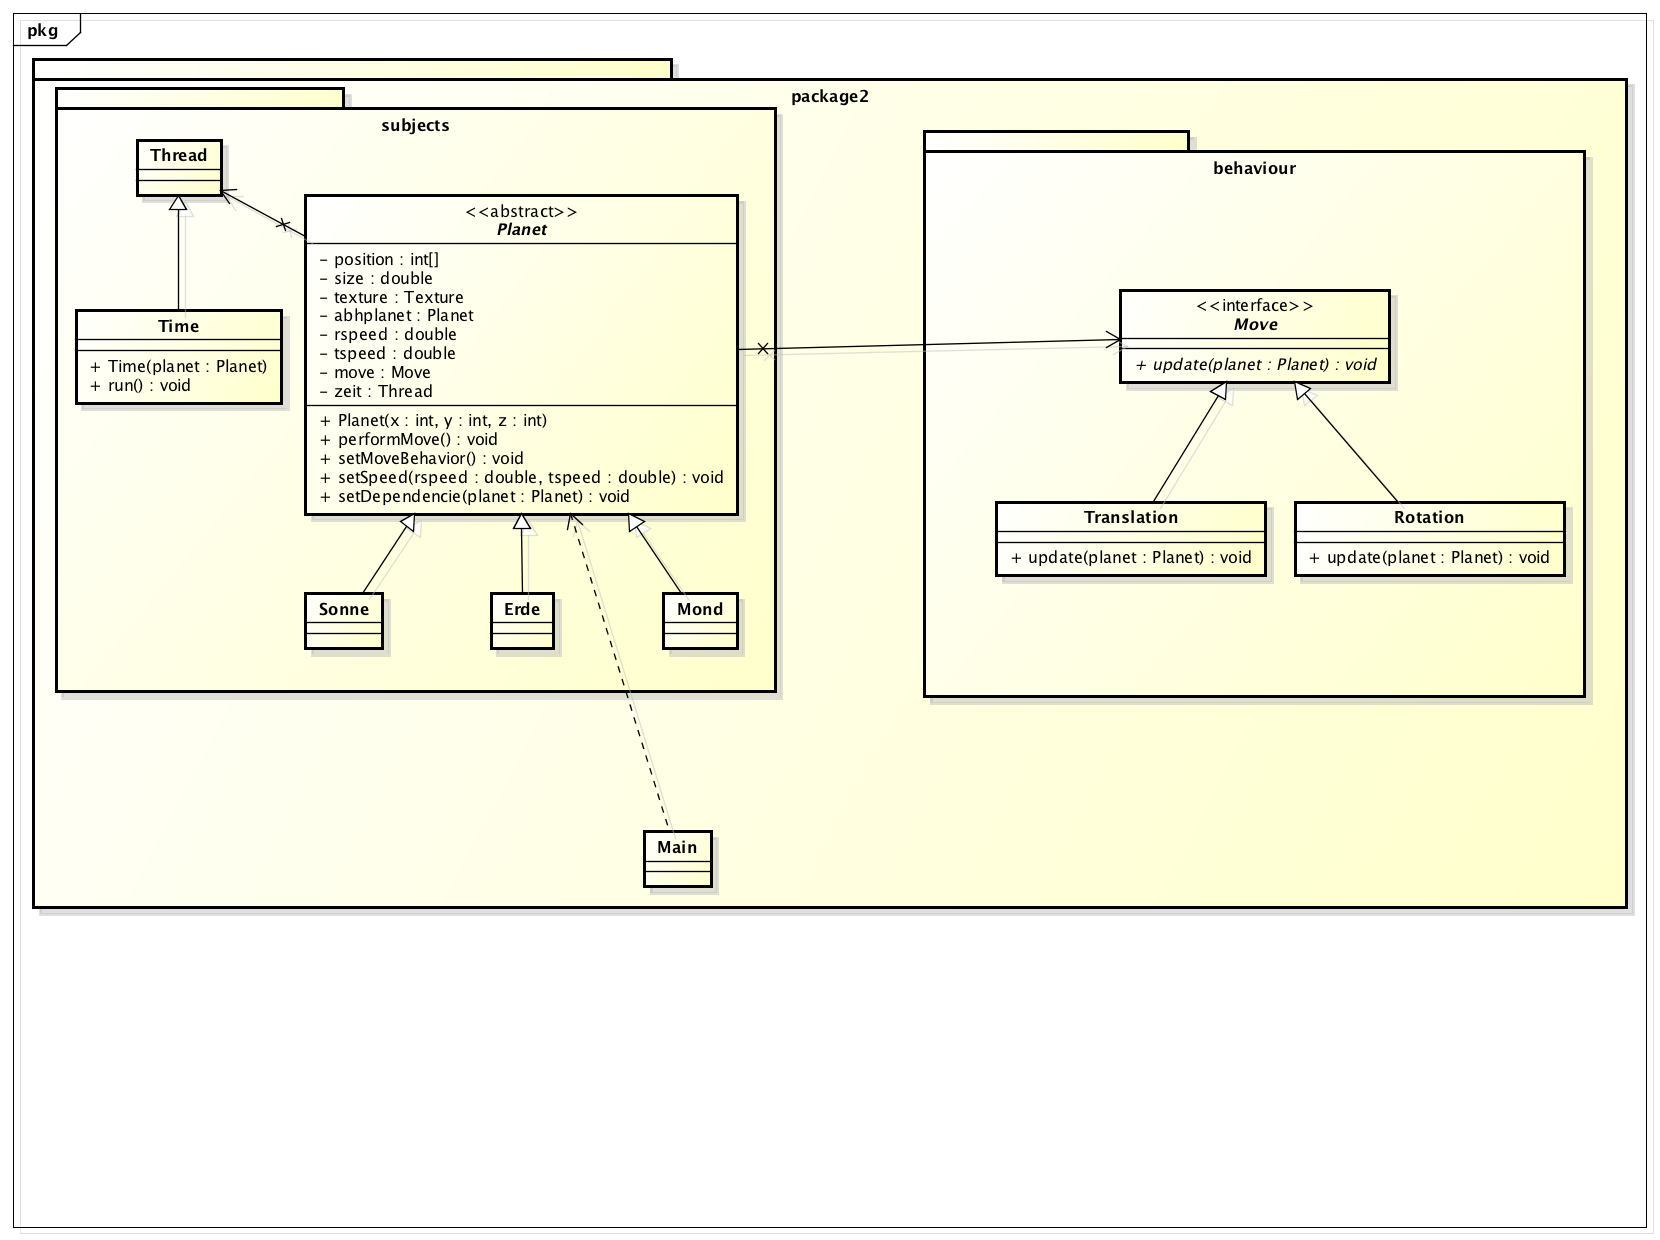 pkg
package2
subjects
Thread
Time
+ Time(planet : Planet)
+ run() : void
<<abstract>>
Planet
- position : int[]
- size : double
- texture : Texture
- abhplanet : Planet
- rspeed : double
- tspeed : double
- move : Move
- zeit : Thread
+ Planet(x : int, y : int, z : int)
+ performMove() : void
+ setMoveBehavior() : void
+ setSpeed(rspeed : double, tspeed : double) : void
+ setDependencie(planet : Planet) : void
Sonne
Erde
Mond
Main
behaviour
<<interface>>
Move
+ update(planet : Planet) : void
Translation
+ update(planet : Planet) : void
Rotation
+ update(planet : Planet) : void